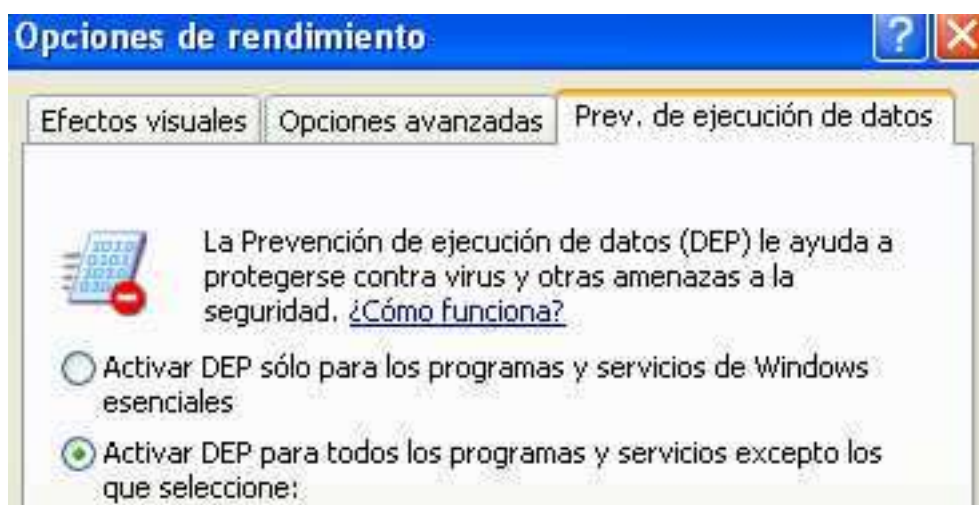 Opciones de rendimiento
Efectos visuales Opciones avanzadas Prev. de ejecución de datos
La Prevención de ejecución de datos (DEP) le ayuda a
protegerse contra virus y otras amenazas a la
seguridad. ¿Cómo funciona?
Activar DEP sólo para los programas y servicios de Windows
esenciales
Activar DEP para todos los programas y servicios excepto los
que seleccione: